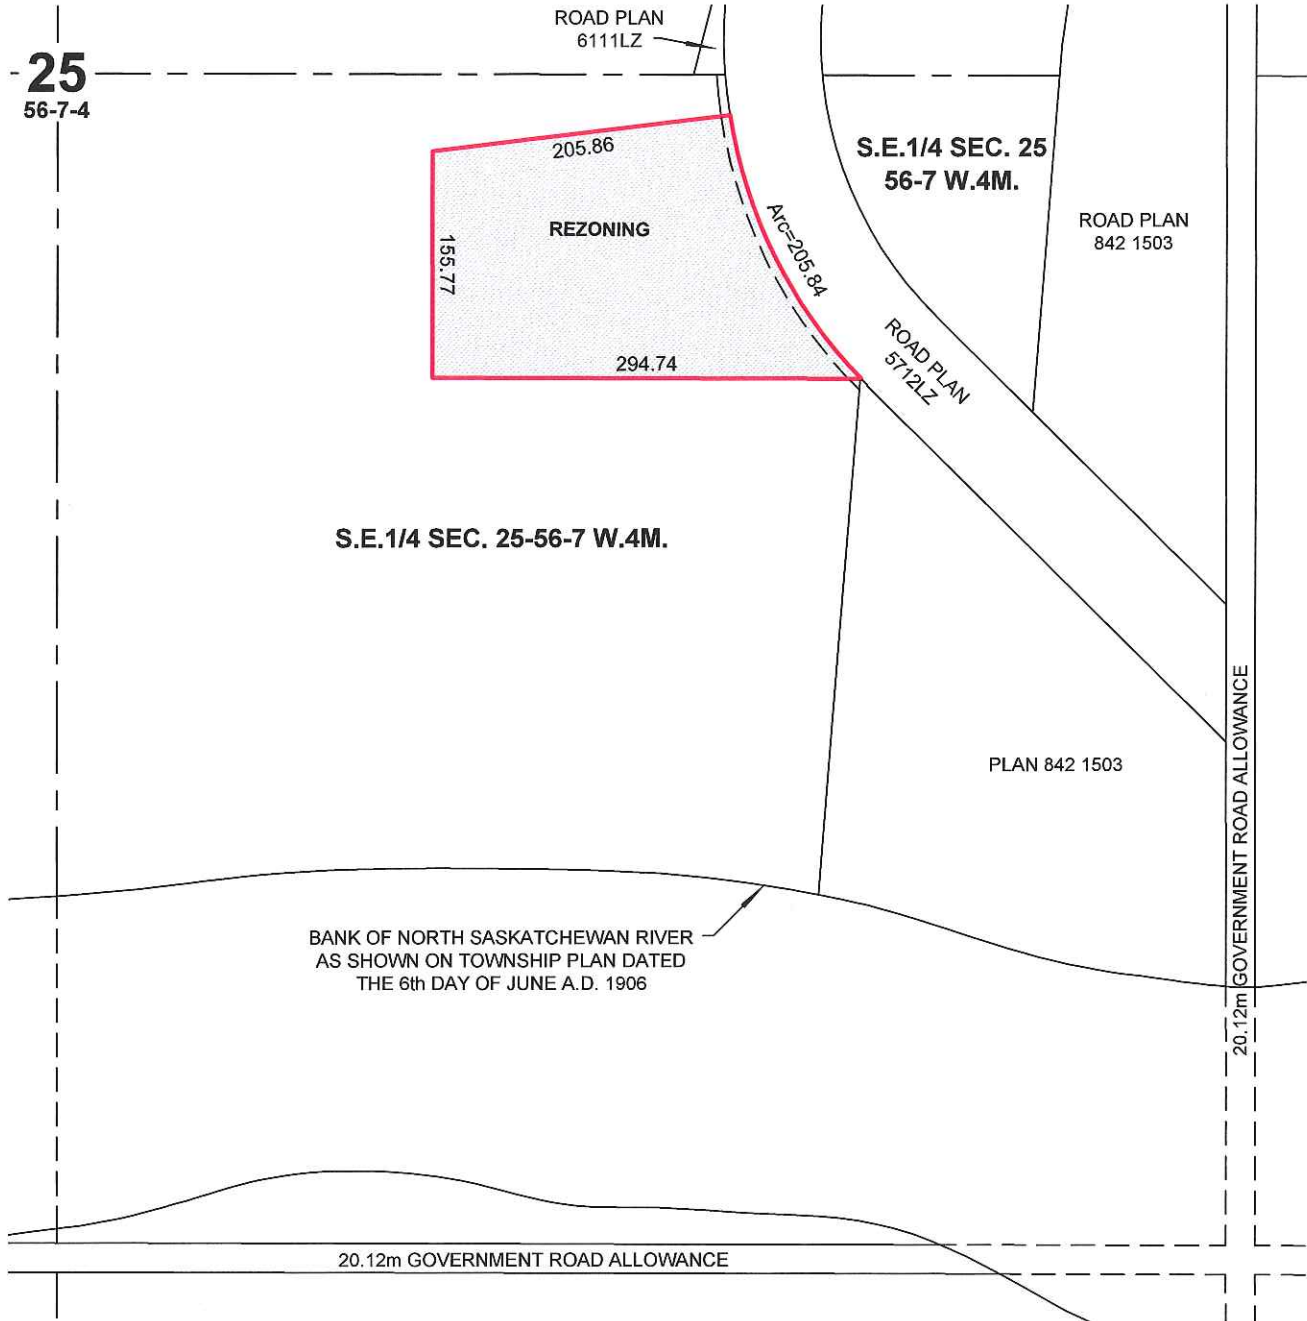 ROAD PLAN
6111LZ
25
56-7-4
205.86
S.E.1/4 SEC. 25
56-7 W.4M.
REZONING
155.77
Arc=205.84
ROAD PLAN
842 1503
294.74
ROAD PLAN
5712LZ
S.E.1/4 SEC. 25-56-7 W.4M.
PLAN 842 1503
20.12m GOVERNMENT ROAD ALLOWANCE
BANK OF NORTH SASKATCHEWAN RIVER
AS SHOWN ON TOWNSHIP PLAN DATED
THE 6th DAY OF JUNE A.D. 1906
20.12m GOVERNMENT ROAD ALLOWANCE